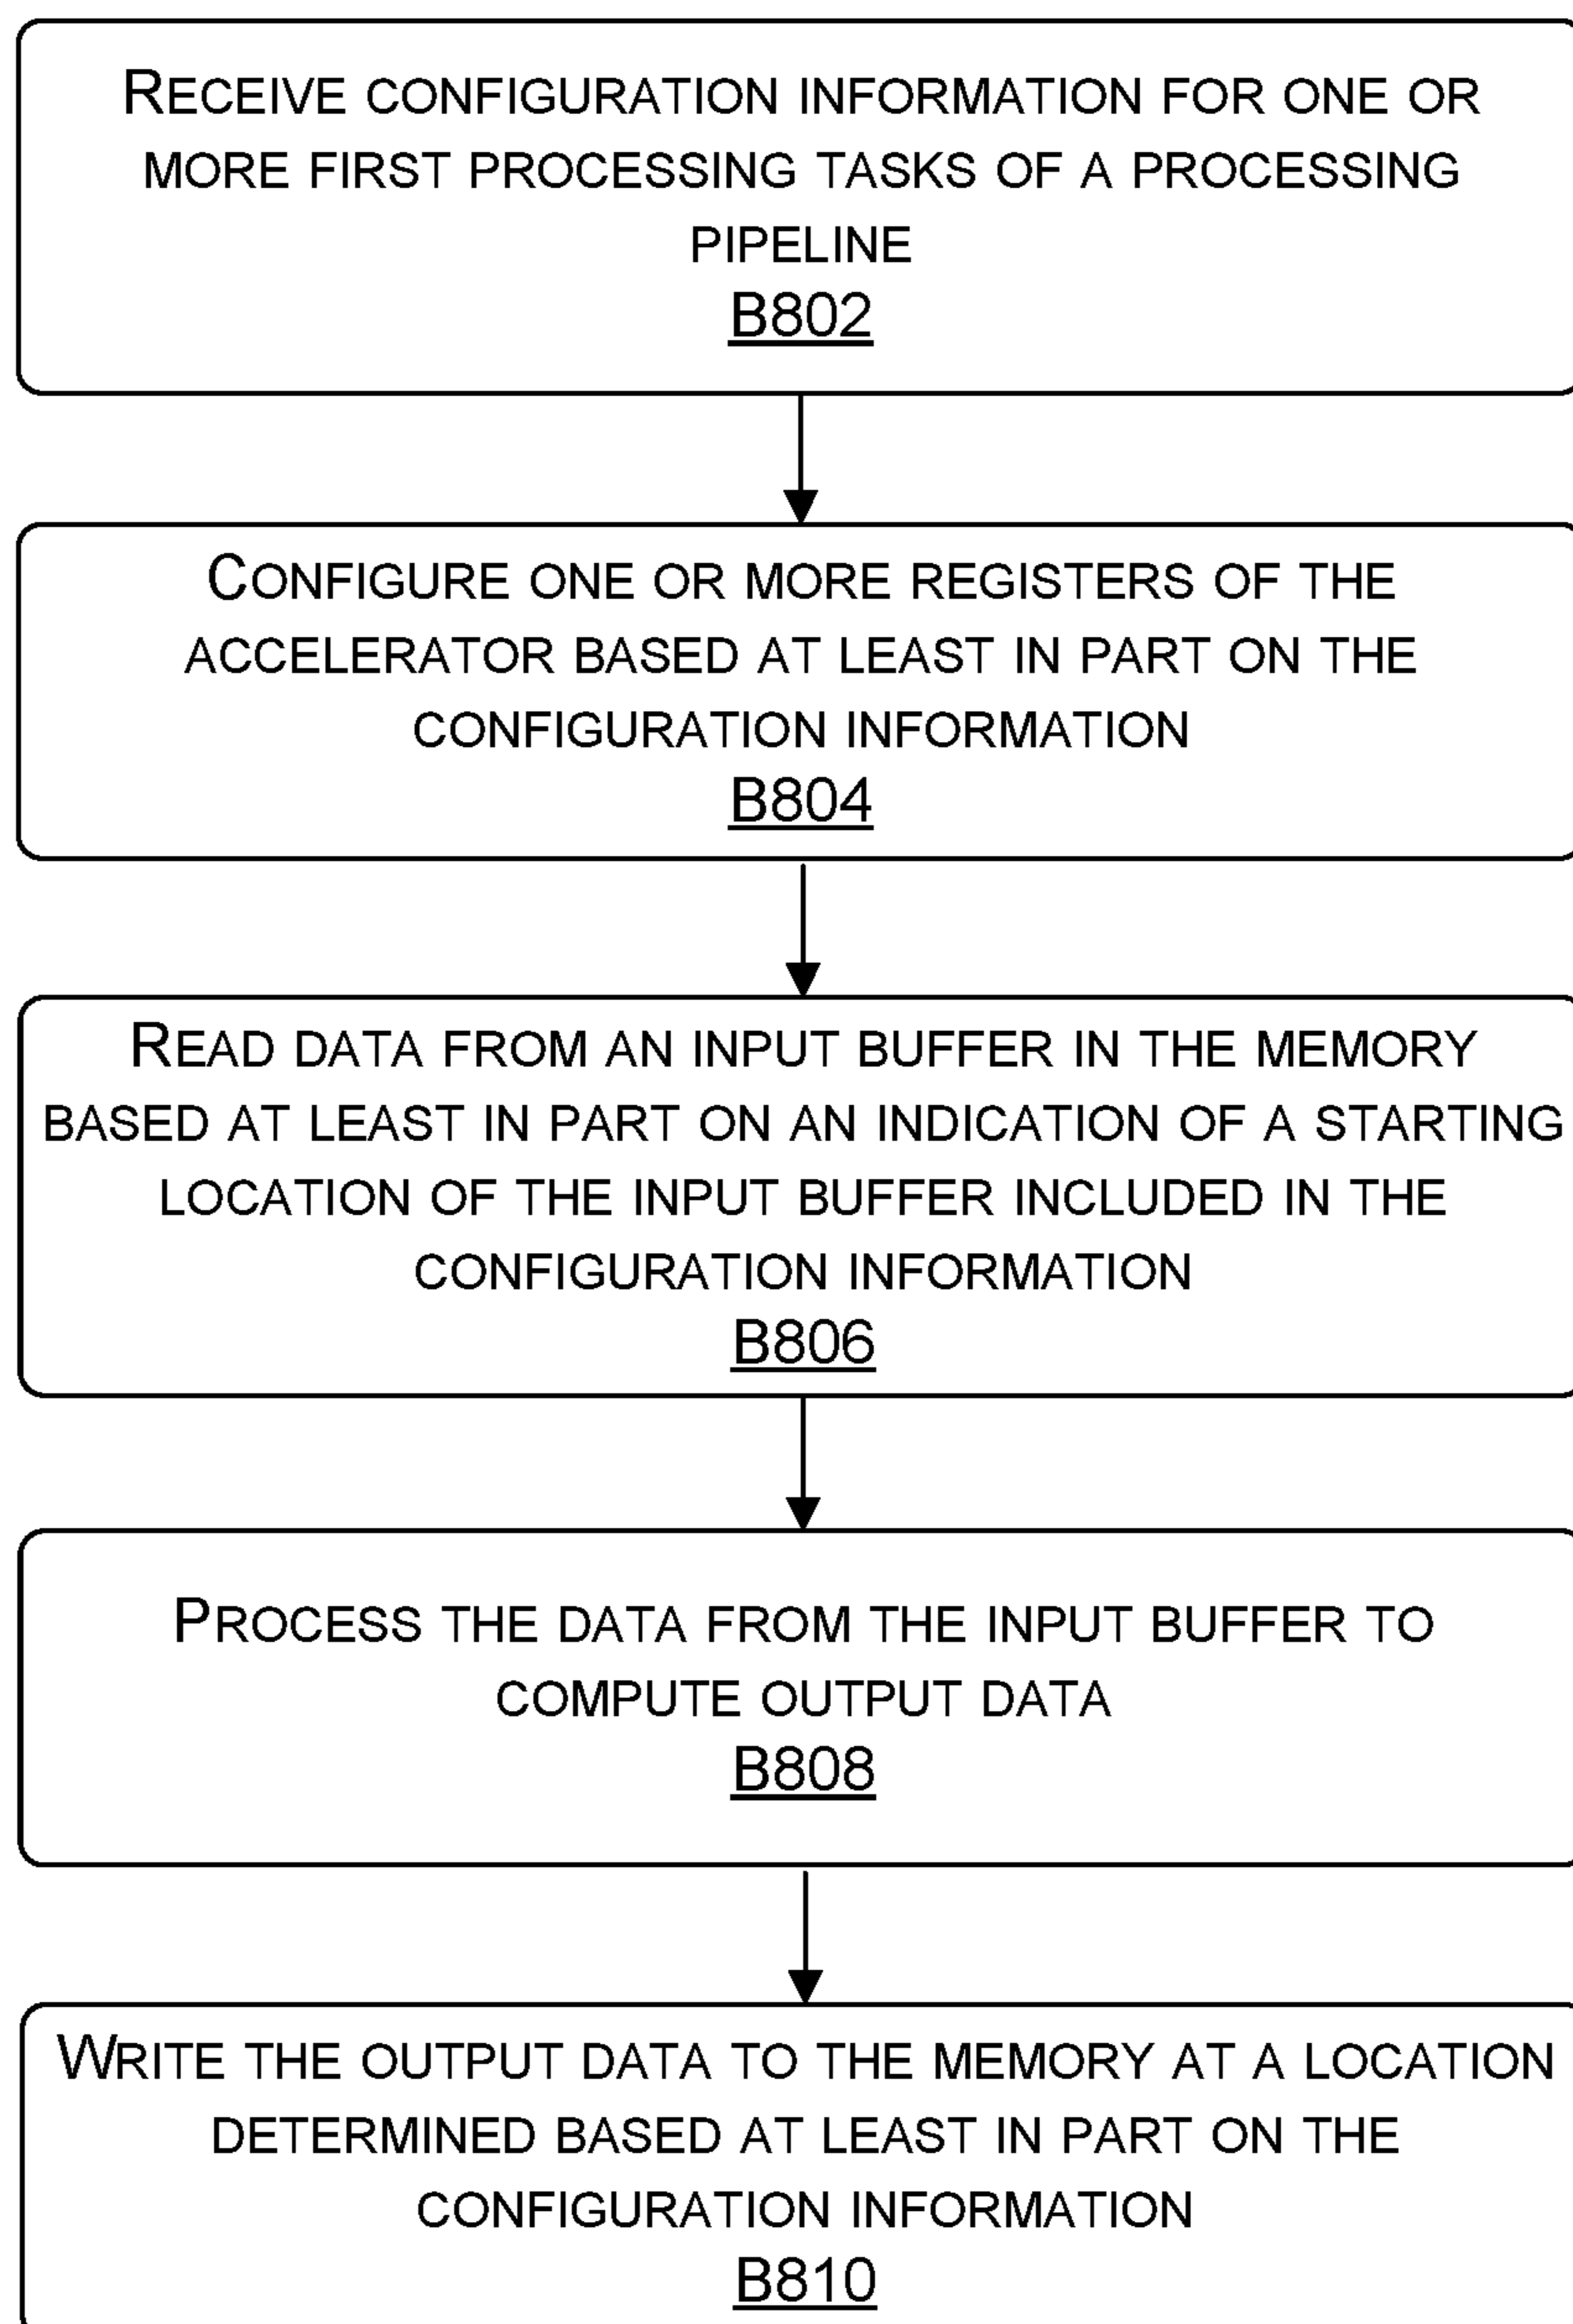 RECEIVE CONFIGURATION INFORMATION FOR ONE OR
MORE FIRST PROCESSING TASKS OF A PROCESSING
PIPELINE
B802
CONFIGURE ONE OR MORE REGISTERS OF THE
ACCELERATOR BASED AT LEAST IN PART ON THE
CONFIGURATION INFORMATION
B804
READ DATA FROM AN INPUT BUFFER IN THE MEMORY
BASED AT LEAST IN PART ON AN INDICATION OF A STARTING
LOCATION OF THE INPUT BUFFER INCLUDED IN THE
CONFIGURATION INFORMATION
B806
PROCESS THE DATA FROM THE INPUT BUFFER TO
COMPUTE OUTPUT DATA
B808
WRITE THE OUTPUT DATA TO THE MEMORY AT A LOCATION
DETERMINED BASED AT LEAST IN PART ON THE
CONFIGURATION INFORMATION
B810